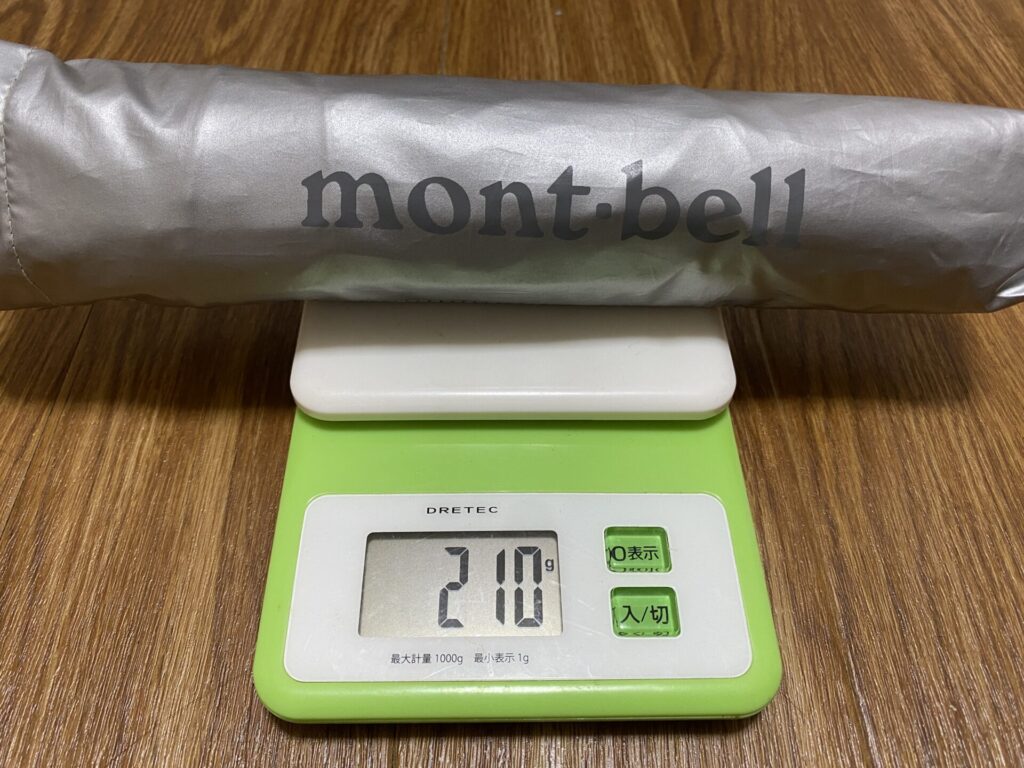 mont·bell
DRETEC
210g
0表示
入/切
最大計量 1000g 最小表示 1g